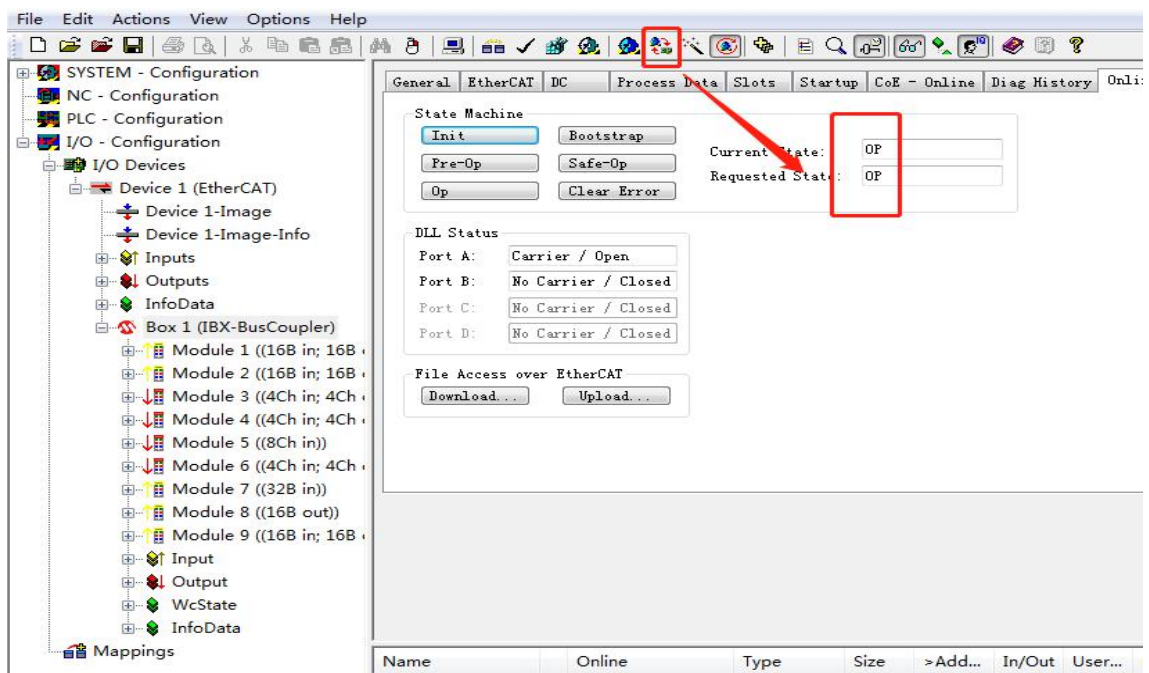 File Edit Actions View Options Help
SYSTEM - Configuration
NC - Configuration
PLC - Configuration
I/O - Configuration
I/O Devices
Device 1 (EtherCAT)
Device 1-Image
Device 1-Image-Info
Inputs
Outputs
InfoData
Box 1 (IBX-BusCoupler)
Module 1 ((16B in; 16B
Module 2 ((16B in; 16B
Module 3 ((4Ch in; 4Ch
Module 4 ((4Ch in; 4Ch
Module 5 ((8Ch in))
Module 6 ((4Ch in; 4Ch
Module 7 ((32B in))
Module 8 ((16B out))
Module 9 ((16B in; 16B
Input
Output
WcState
InfoData
Mappings
General EtherCAT DC Process Data Slots Startup CoE - Online Diag History Onli
State Machine
Init Bootstrap
Pre-Op Safe-Op
Op Clear Error
Current State: OP
Requested State: OP
DLL Status
Port A: Carrier / Open
Port B: No Carrier / Closed
Port C: No Carrier / Closed
Port D: No Carrier / Closed
File Access over EtherCAT
Download... Upload...
Name Online Type Size >Add... In/Out User...